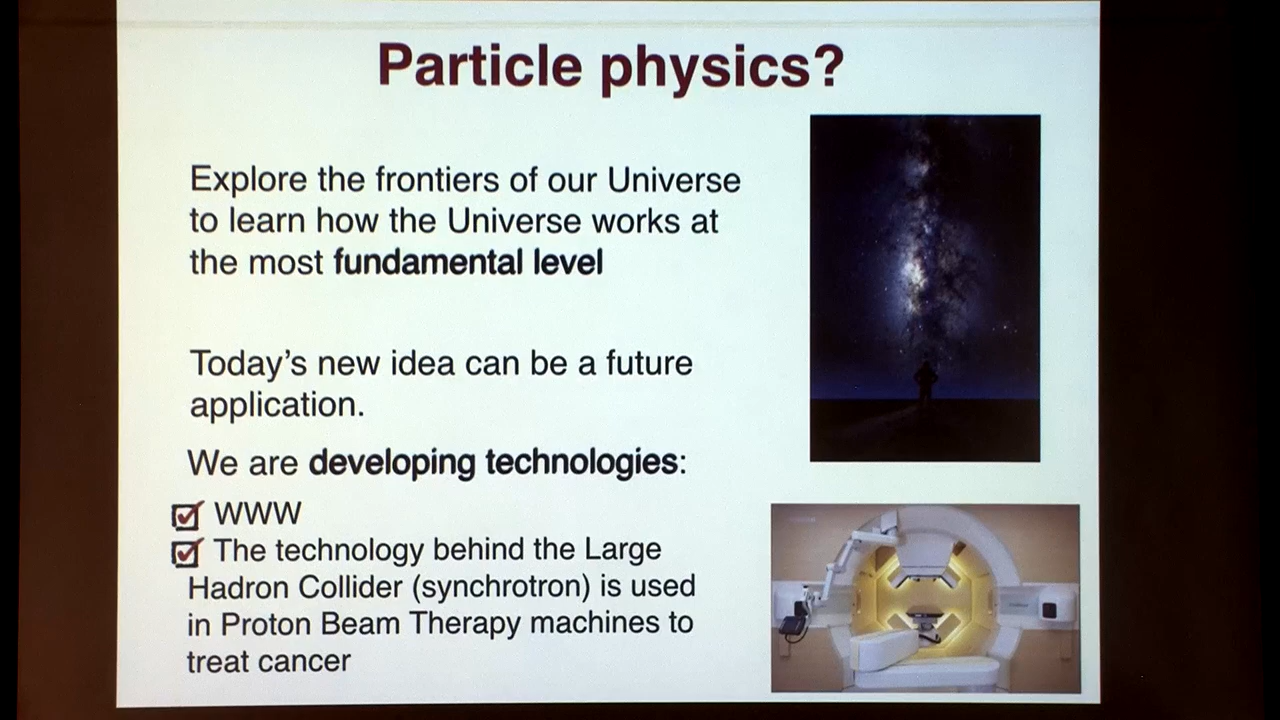 Particle physics?
Explore the frontiers of our Universe
to learn how the Universe works at
the most fundamental level
Today's new idea can be a future
application.
We are developing technologies:
WWW
The technology behind the Large
Hadron Collider (synchrotron) is used
in Proton Beam Therapy machines to
treat cancer